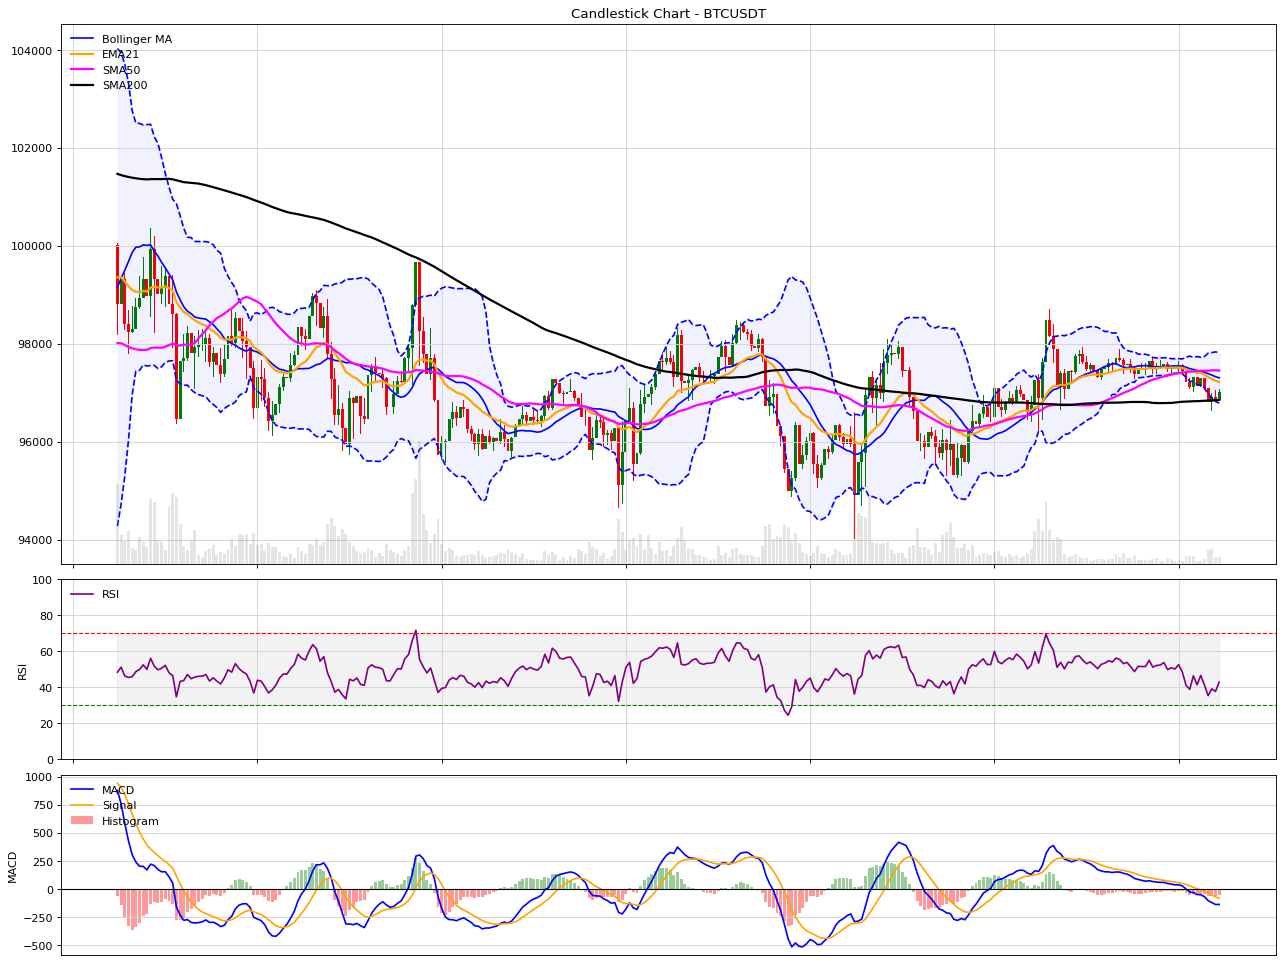 Candlestick Chart - BTCUSDT
Bollinger MA
EMA21
SMA50
SMA200
104000
102000
100000
98000
96000
94000
RSI
100
80
60
40
20
0
RSI
MACD
Signal
Histogram
1000
750
500
250
0
−250
−500
MACD